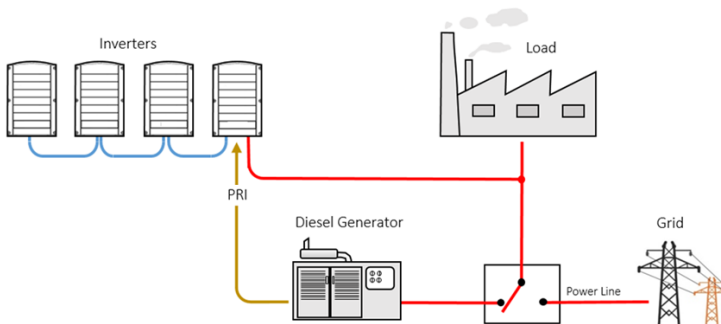 Inverters
Load
PRI
Diesel Generator
Grid
Power Line